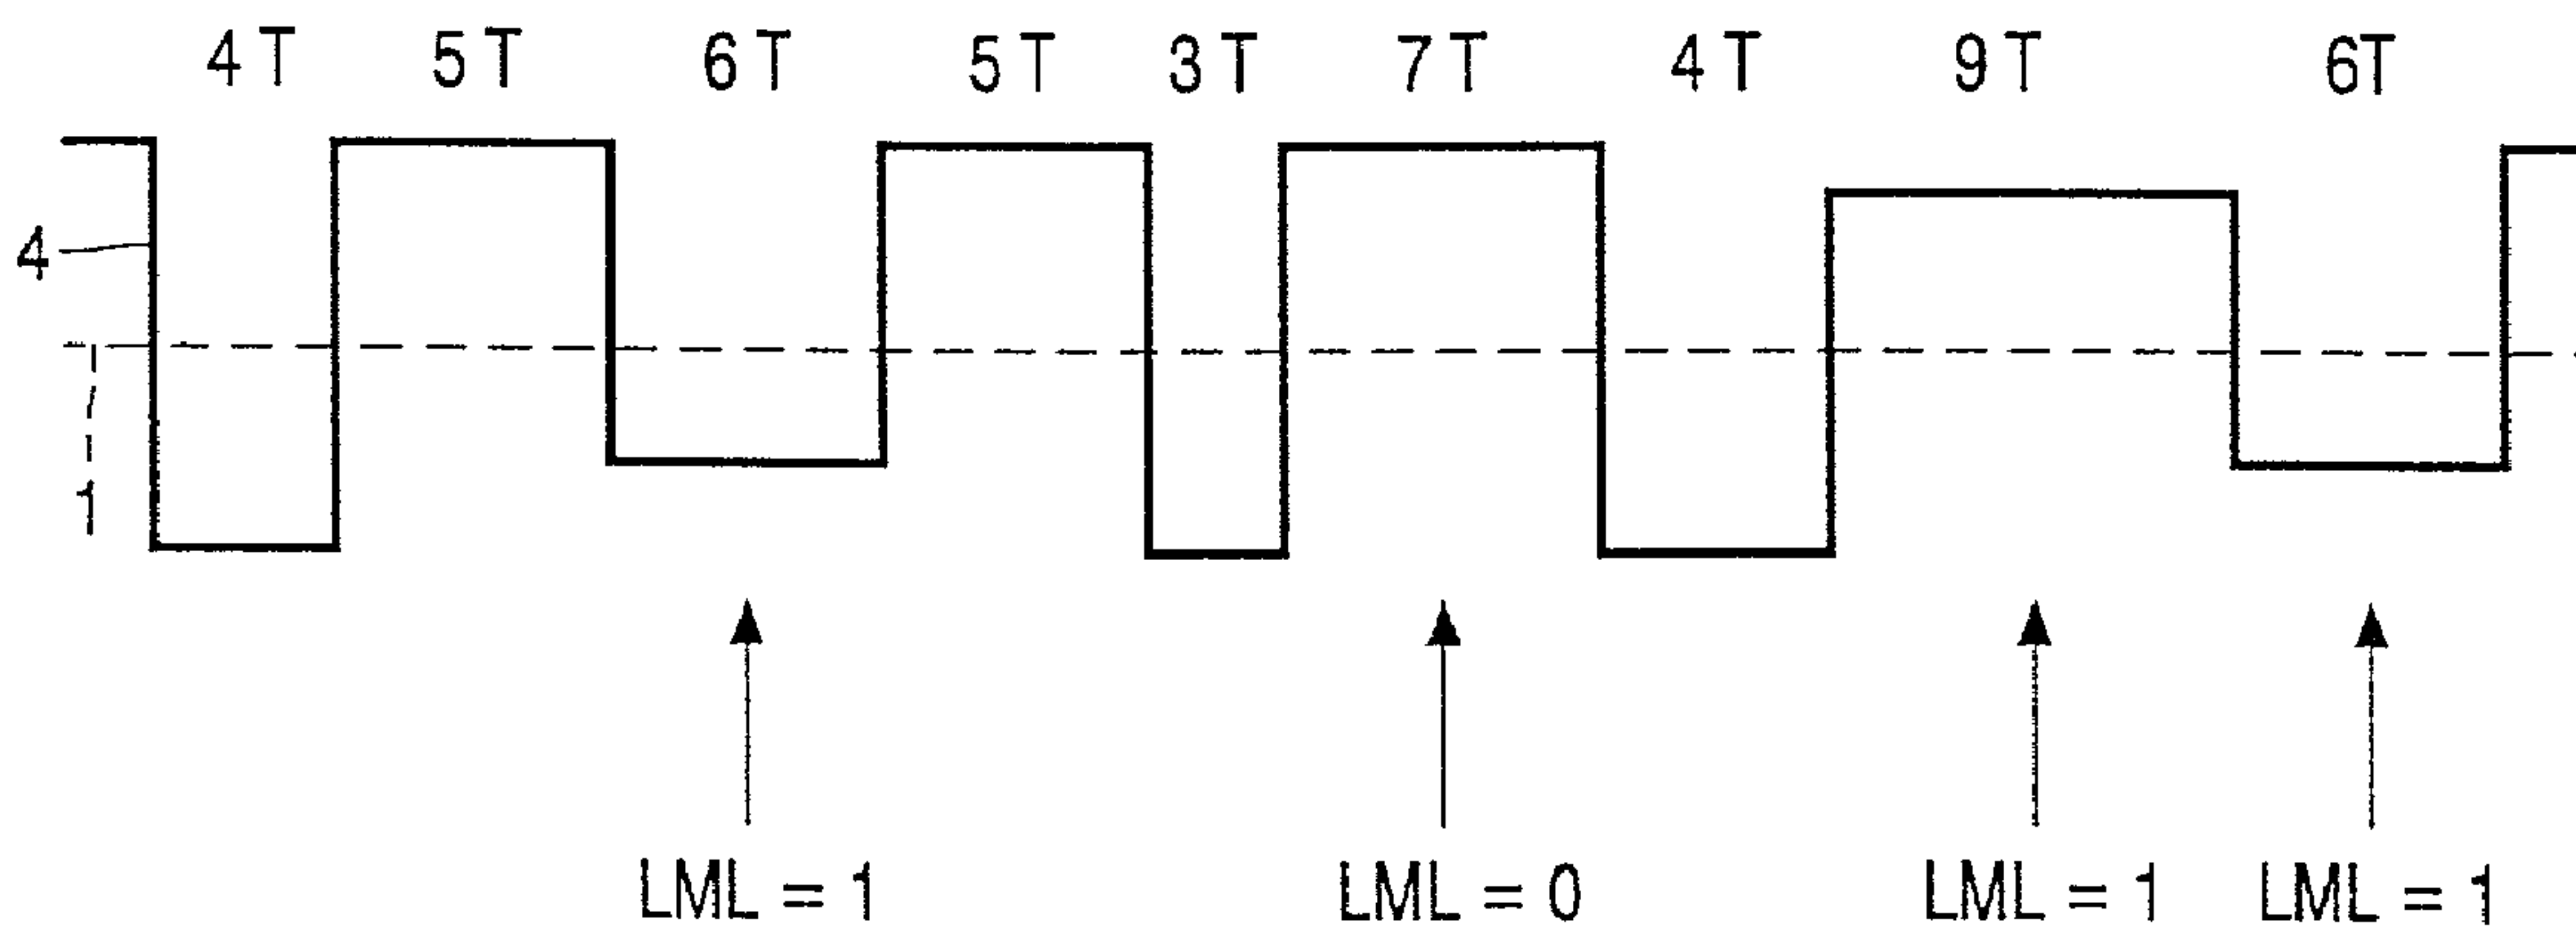 4T 5T 6T 5T 3T 7T 4T 9T 6T
4
1
LML = 1 LML = 0 LML = 1 LML = 1